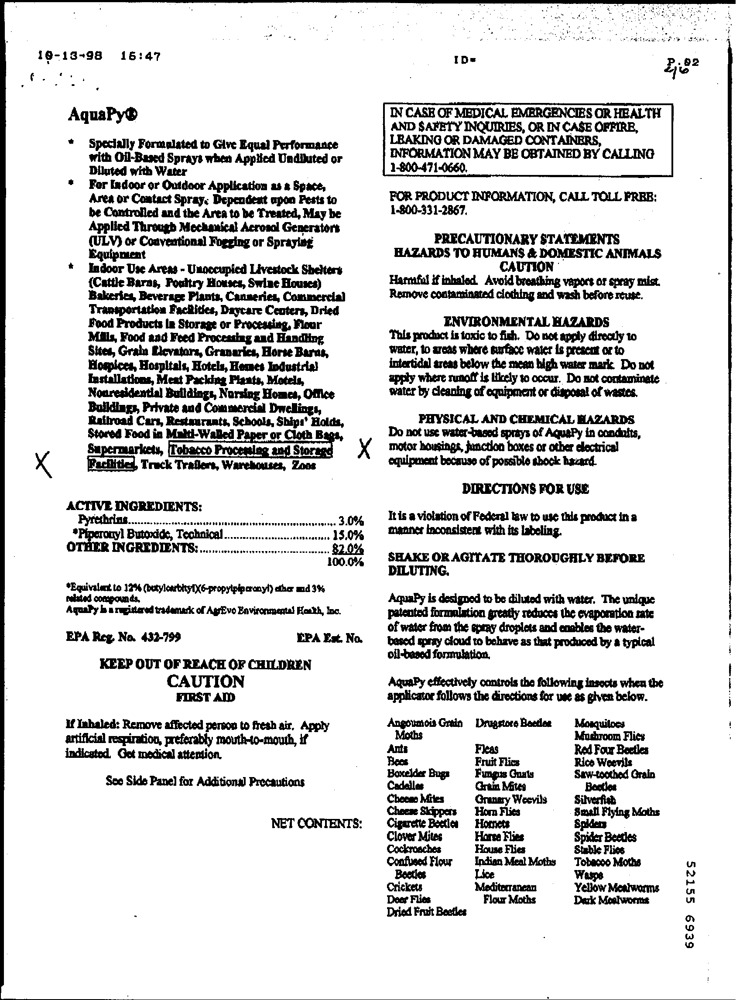 10-13-98 16:47 ID= P.02
2/6
AquaPy®
* Specially Formulated to Give Equal Performance
with Oil-Based Sprays when Applied Undiluted or
Diluted with Water
* For Indoor or Outdoor Application as a Space,
Area or Contact Spray; Dependent upon Pests to
be Controlled and the Area to be Treated, May be
Applied Through Mechanical Aerosol Generators
(ULV) or Conventional Fogging or Spraying
Equipment
* Indoor Use Areas - Unoccupied Livestock Shelters
(Cattle Barns, Poultry Houses, Swine Houses)
Bakeries, Beverage Plants, Canneries, Commercial
Transportation Facilities, Daycare Centers, Dried
Food Products in Storage or Processing, Flour
Mills, Food and Feed Processing and Handling
Sites, Grain Elevators, Granaries, Horse Barns,
Hospices, Hospitals, Hotels, Homes Industrial
Installations, Meat Packing Plants, Motels,
Nonresidential Buildings, Nursing Homes, Office
Buildings, Private and Commercial Dwellings,
Railroad Cars, Restaurants, Schools, Ships' Holds,
Stored Food in Multi-Walled Paper or Cloth Bags,
Supermarkets, Tobacco Processing and Storage X
X Facilities, Truck Trailers, Warehouses, Zoos
ACTIVE INGREDIENTS:
Pyrethrins............ 3.0%
*Piperonyl Butoxide, Technical............ 15.0%
OTHER INGREDIENTS:............ 82.0%
100.0%
*Equivalent to 12% (butylcarbityl)(6-propylpiperonyl) ether and 3%
related compounds.
AquaPy is a registered trademark of AgrEvo Environmental Health, Inc.
EPA Reg. No. 432-799 EPA Est. No.
KEEP OUT OF REACH OF CHILDREN
CAUTION
FIRST AID
If Inhaled: Remove affected person to fresh air. Apply
artificial respiration, preferably mouth-to-mouth, if
indicated. Get medical attention.
See Side Panel for Additional Precautions
NET CONTENTS:
IN CASE OF MEDICAL EMERGENCIES OR HEALTH
AND SAFETY INQUIRIES, OR IN CASE OFFIRE,
LEAKING OR DAMAGED CONTAINERS,
INFORMATION MAY BE OBTAINED BY CALLING
1-800-471-0660.
FOR PRODUCT INFORMATION, CALL TOLL FREE:
1-800-331-2867.
PRECAUTIONARY STATEMENTS
HAZARDS TO HUMANS & DOMESTIC ANIMALS
CAUTION
Harmful if inhaled. Avoid breathing vapors or spray mist.
Remove contaminated clothing and wash before reuse.
ENVIRONMENTAL HAZARDS
This product is toxic to fish. Do not apply directly to
water, to areas where surface water is present or to
intertidal areas below the mean high water mark. Do not
apply where runoff is likely to occur. Do not contaminate
water by cleaning of equipment or disposal of wastes.
PHYSICAL AND CHEMICAL HAZARDS
Do not use water-based sprays of AquaPy in conduits,
motor housings, junction boxes or other electrical
equipment because of possible shock hazard.
DIRECTIONS FOR USE
It is a violation of Federal law to use this product in a
manner inconsistent with its labeling.
SHAKE OR AGITATE THOROUGHLY BEFORE
DILUTING.
AquaPy is designed to be diluted with water. The unique
patented formulation greatly reduces the evaporation rate
of water from the spray droplets and enables the water-
based spray cloud to behave as that produced by a typical
oil-based formulation.
AquaPy effectively controls the following insects when the
applicator follows the directions for use as given below.
Angoumois Grain
Moths
Ants
Bees
Boxelder Bugs
Cadelles
Cheese Mites
Cheese Skippers
Cigarette Beetles
Clover Mites
Cockroaches
Confused Flour
Beetles
Crickets
Deer Flies
Dried Fruit Beetles
Drugstore Beetles
Fleas
Fruit Flies
Fungus Gnats
Grain Mites
Granary Weevils
Horn Flies
Hornets
Horse Flies
House Flies
Indian Meal Moths
Lice
Mediterranean
Flour Moths
Mosquitoes
Mushroom Flies
Red Four Beetles
Rice Weevils
Saw-toothed Grain
Beetles
Silverfish
Small Flying Moths
Spiders
Spider Beetles
Stable Flies
Tobacco Moths
Wasps
Yellow Mealworms
Dark Mealworms
52155 6939